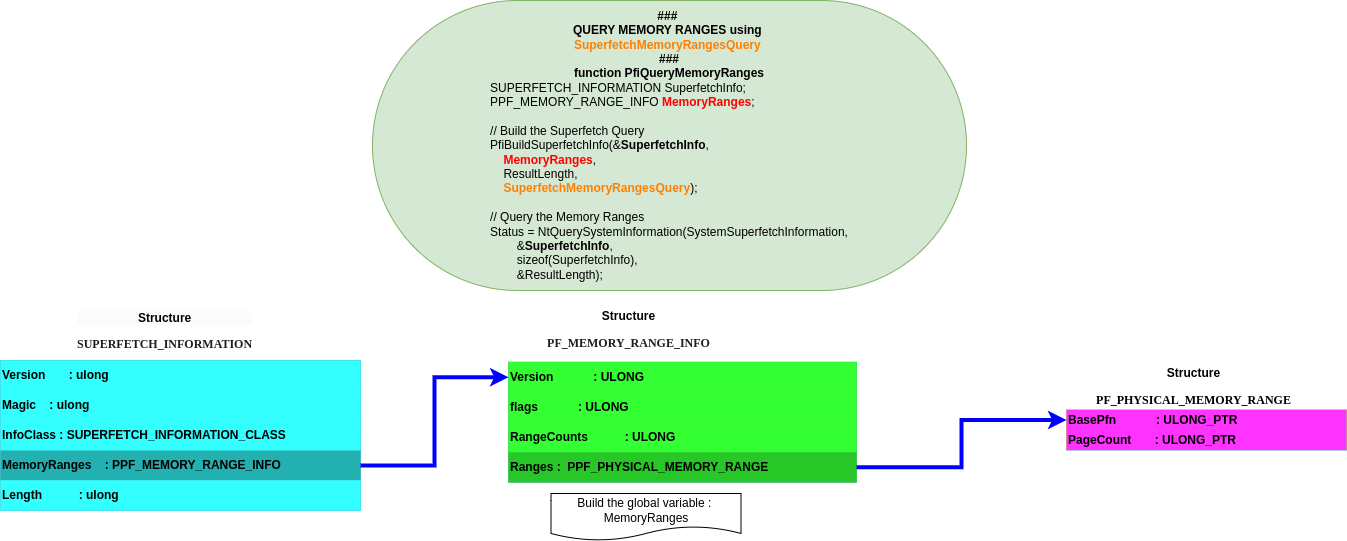 ###
QUERY MEMORY RANGES using
SuperfetchMemoryRangesQuery
###
function PfiQueryMemoryRanges
SUPERFETCH_INFORMATION SuperfetchInfo;
PPF_MEMORY_RANGE_INFO MemoryRanges;
// Build the Superfetch Query
PfiBuildSuperfetchInfo(&SuperfetchInfo,
MemoryRanges,
ResultLength,
SuperfetchMemoryRangesQuery);
// Query the Memory Ranges
Status = NtQuerySystemInformation(SystemSuperfetchInformation,
&SuperfetchInfo,
sizeof(SuperfetchInfo),
&ResultLength);
Structure
SUPERFETCH_INFORMATION
Version : ulong
Magic : ulong
InfoClass : SUPERFETCH_INFORMATION_CLASS
MemoryRanges : PPF_MEMORY_RANGE_INFO
Length : ulong
Structure
PF_MEMORY_RANGE_INFO
Version : ULONG
flags : ULONG
RangeCounts : ULONG
Ranges : PPF_PHYSICAL_MEMORY_RANGE
Build the global variable :
MemoryRanges
Structure
PF_PHYSICAL_MEMORY_RANGE
BasePfn : ULONG_PTR
PageCount : ULONG_PTR